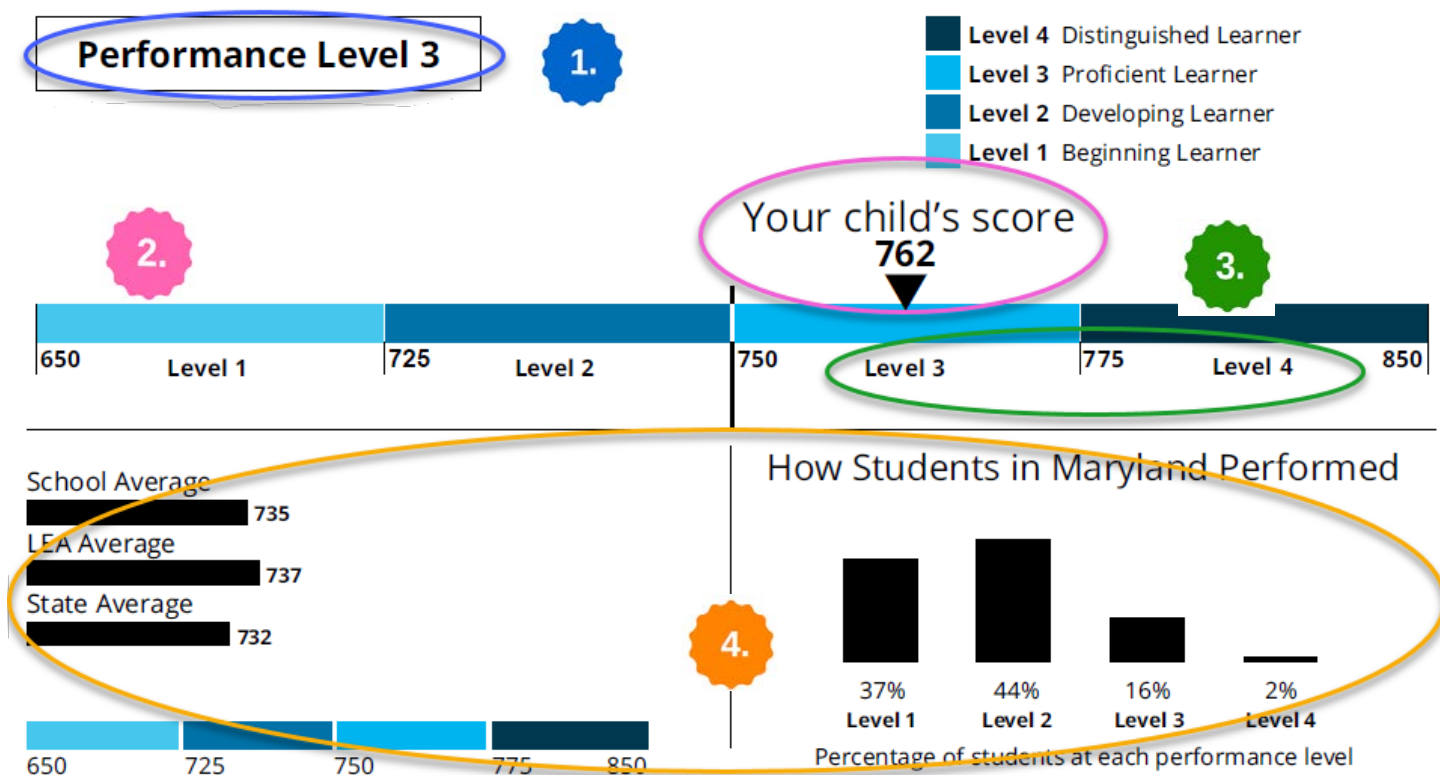 Performance Level 3
1.
Level 4 Distinguished Learner
Level 3 Proficient Learner
Level 2 Developing Learner
Level 1 Beginning Learner
2.
Your child's score
762
3.
650 Level 1 725 Level 2 750 Level 3 775 Level 4 850
School Average
735
LEA Average
737
State Average
732
650 725 750 775 850
4.
How Students in Maryland Performed
37% 44% 16% 2%
Level 1 Level 2 Level 3 Level 4
Percentage of students at each performance level